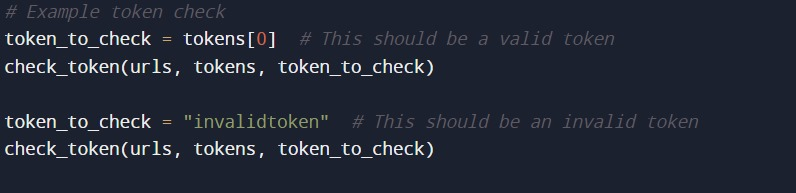 # Example token check
token_to_check = tokens[0]  # This should be a valid token
check_token(urls, tokens, token_to_check)

token_to_check = "invalidtoken"  # This should be an invalid token
check_token(urls, tokens, token_to_check)